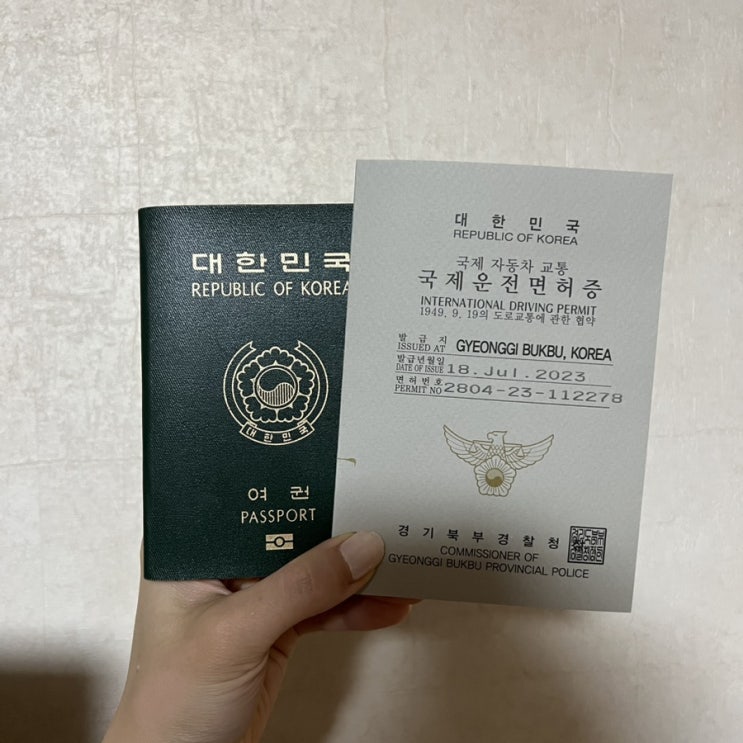 대한민국
REPUBLIC OF KOREA
대한민국
여권
PASSPORT
대한민국
REPUBLIC OF KOREA
국제 자동차 교통
국제운전면허증
INTERNATIONAL DRIVING PERMIT
1949. 9. 19의 도로교통에 관한 협약
발급지
ISSUED AT GYEONGGI BUKBU, KOREA
발급년월일
DATE OF ISSUE 18.Jul.2023
면허번호
PERMIT NO 2804-23-112278
경기북부경찰청
COMMISSIONER OF
GYEONGGI BUKBU PROVINCIAL POLICE